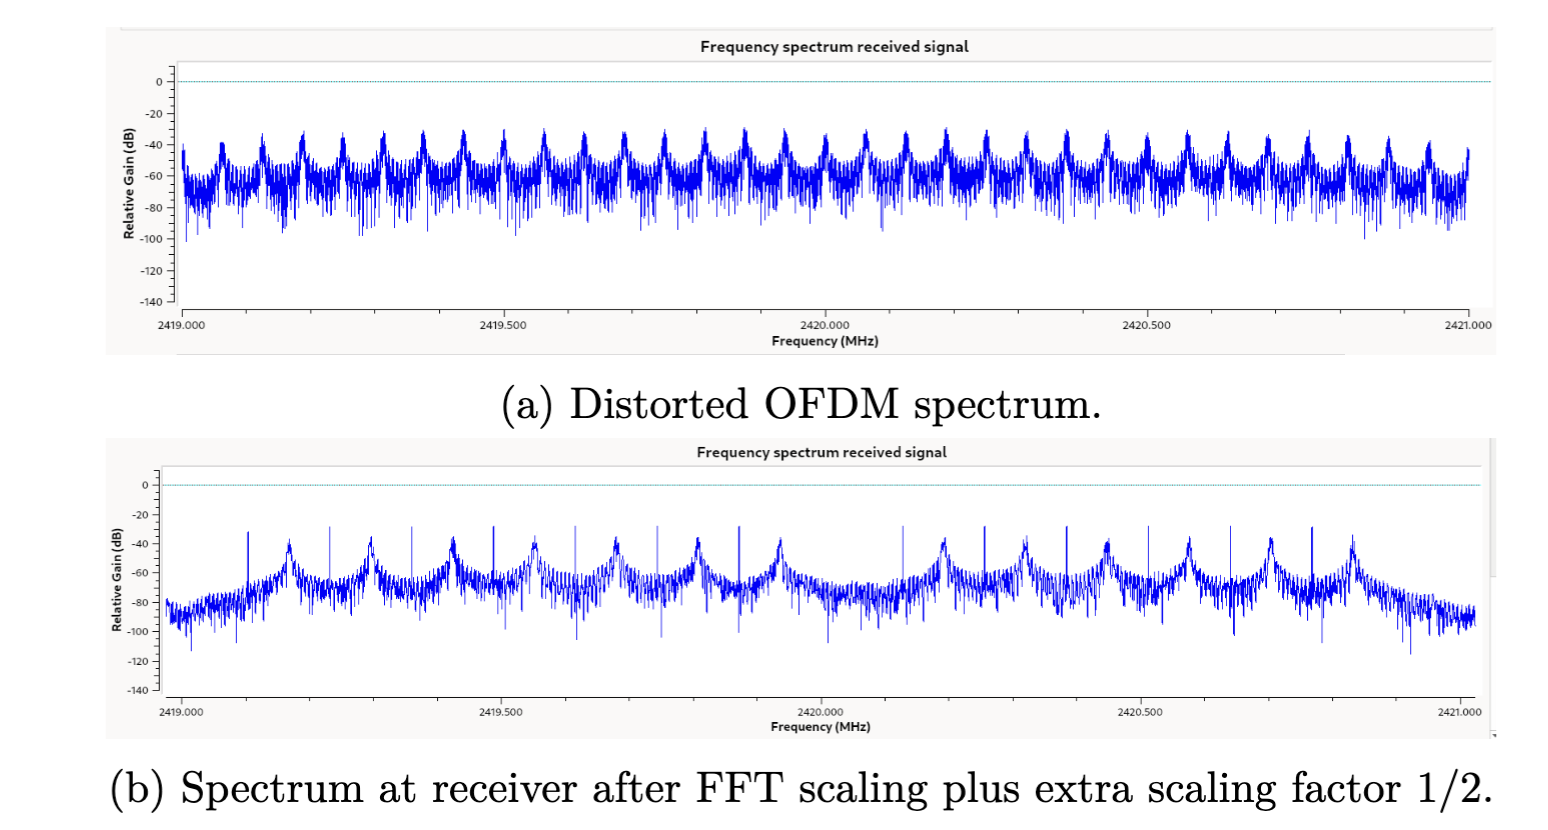 Frequency spectrum received signal
0
-20
-40
-60
-80
-100
-120
-140
Relative Gain (dB)
2419.000 2419.500 2420.000 2420.500 2421.000
Frequency (MHz)
(a) Distorted OFDM spectrum.
Frequency spectrum received signal
0
-20
-40
-60
-80
-100
-120
-140
Relative Gain (dB)
2419.000 2419.500 2420.000 2420.500 2421.000
Frequency (MHz)
(b) Spectrum at receiver after FFT scaling plus extra scaling factor 1/2.